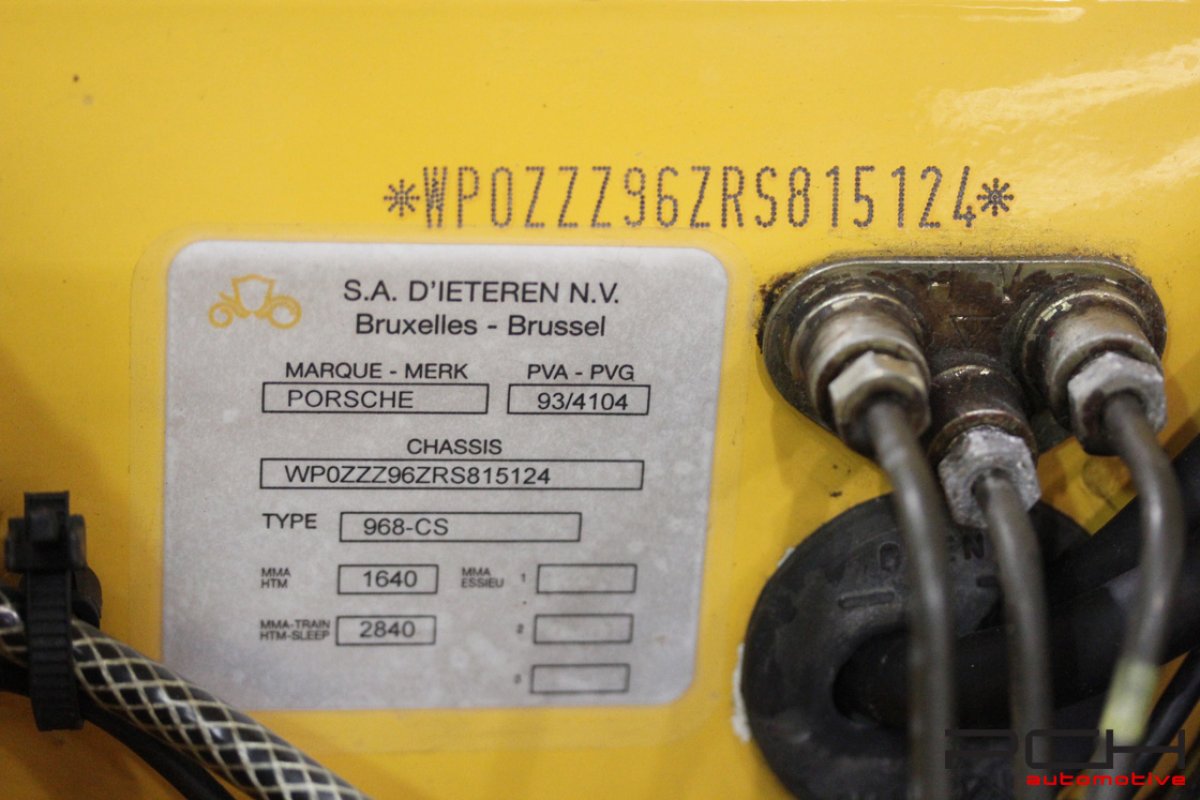 *WP0ZZZ96ZRS815124*
S.A. D'IETEREN N.V.
Bruxelles - Brussel
MARQUE - MERK PVA - PVG
PORSCHE 93/4104
CHASSIS
WP0ZZZ96ZRS815124
TYPE 968-CS
MMA HTM 1640 MMA ESSIEU 1
MMA-TRAIN HTM-SLEEP 2840 2
3
PCH
automotive